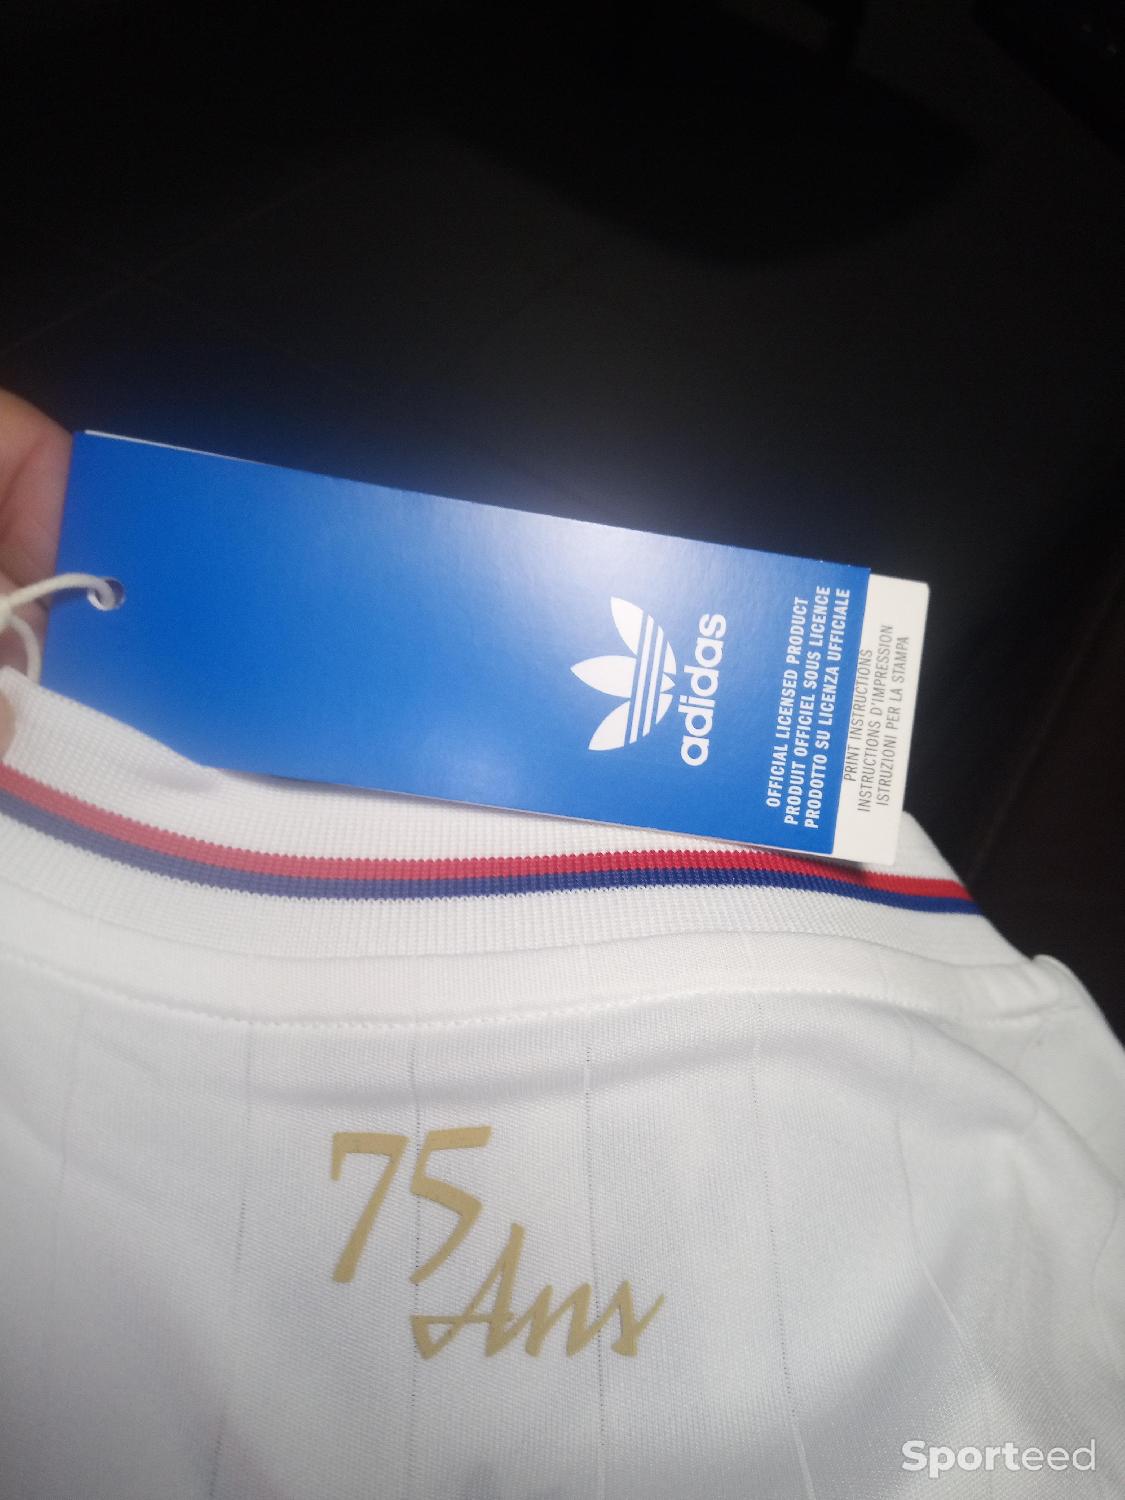 adidas
OFFICIAL LICENSED PRODUCT
PRODUIT OFFICIEL SOUS LICENCE
PRODOTTO SU LICENZA UFFICIALE
PRINT INSTRUCTIONS
INSTRUCTIONS D'IMPRESSION
ISTRUZIONI PER LA STAMPA
75
Ans
Sporteed